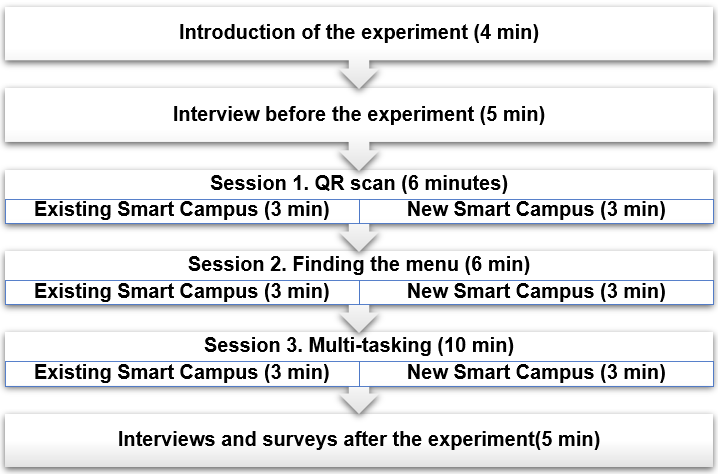 Introduction of the experiment (4 min)
Interview before the experiment (5 min)
Session 1. QR scan (6 minutes)
Existing Smart Campus (3 min) New Smart Campus (3 min)
Session 2. Finding the menu (6 min)
Existing Smart Campus (3 min) New Smart Campus (3 min)
Session 3. Multi-tasking (10 min)
Existing Smart Campus (3 min) New Smart Campus (3 min)
Interviews and surveys after the experiment(5 min)